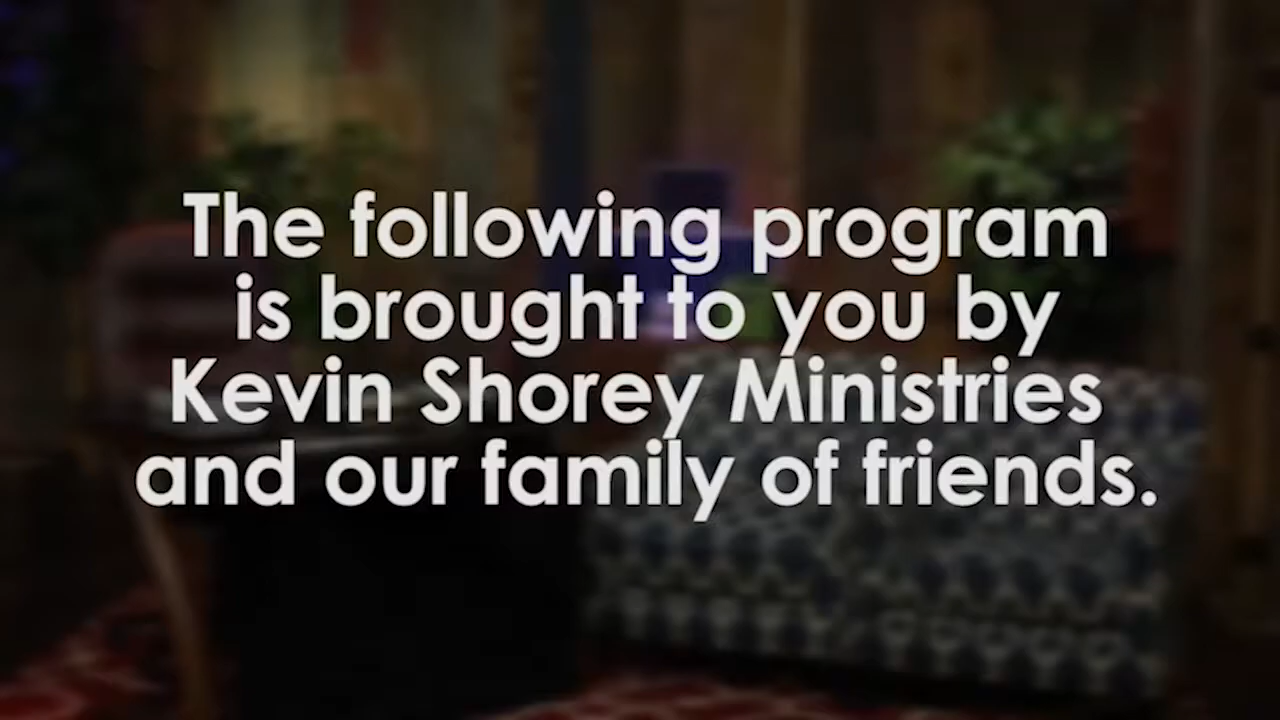 The following program
is brought to you by
Kevin Shorey Ministries
and our family of friends.